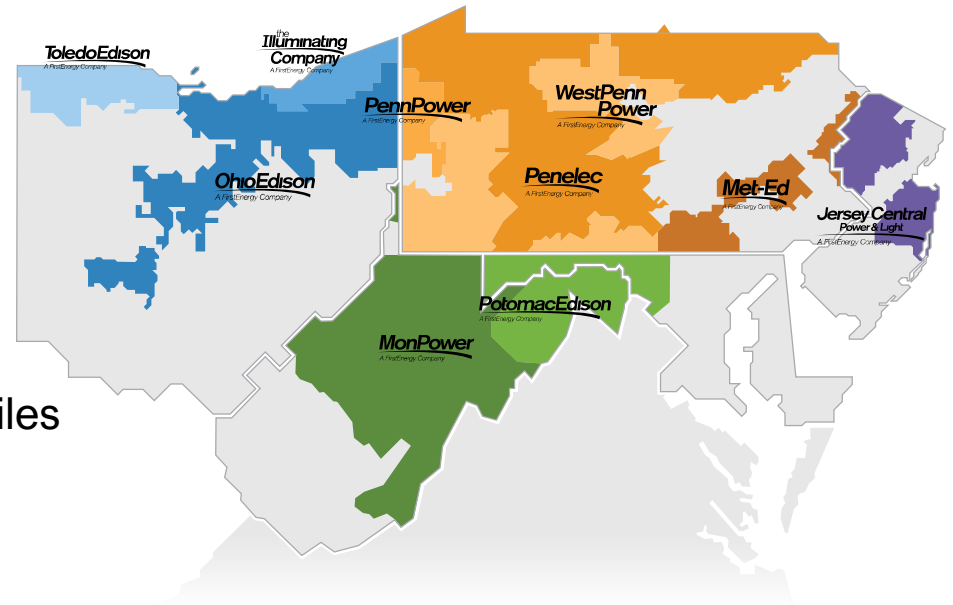 ToledoEdison
A FirstEnergy Company
the
Illuminating
Company
A FirstEnergy Company
PennPower
A FirstEnergy Company
WestPenn
Power
A FirstEnergy Company
OhioEdison
A FirstEnergy Company
Penelec
A FirstEnergy Company
Met-Ed
A FirstEnergy Company
Jersey Central
Power & Light
A FirstEnergy Company
PotomacEdison
A FirstEnergy Company
MonPower
A FirstEnergy Company
iles